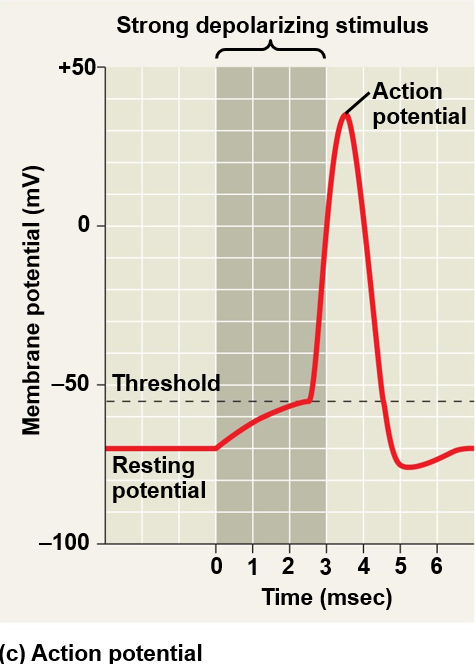 Strong depolarizing stimulus
+50
Action
potential
0
Membrane potential (mV)
–50
Threshold
Resting
potential
–100
0 1 2 3 4 5 6
Time (msec)
(c) Action potential